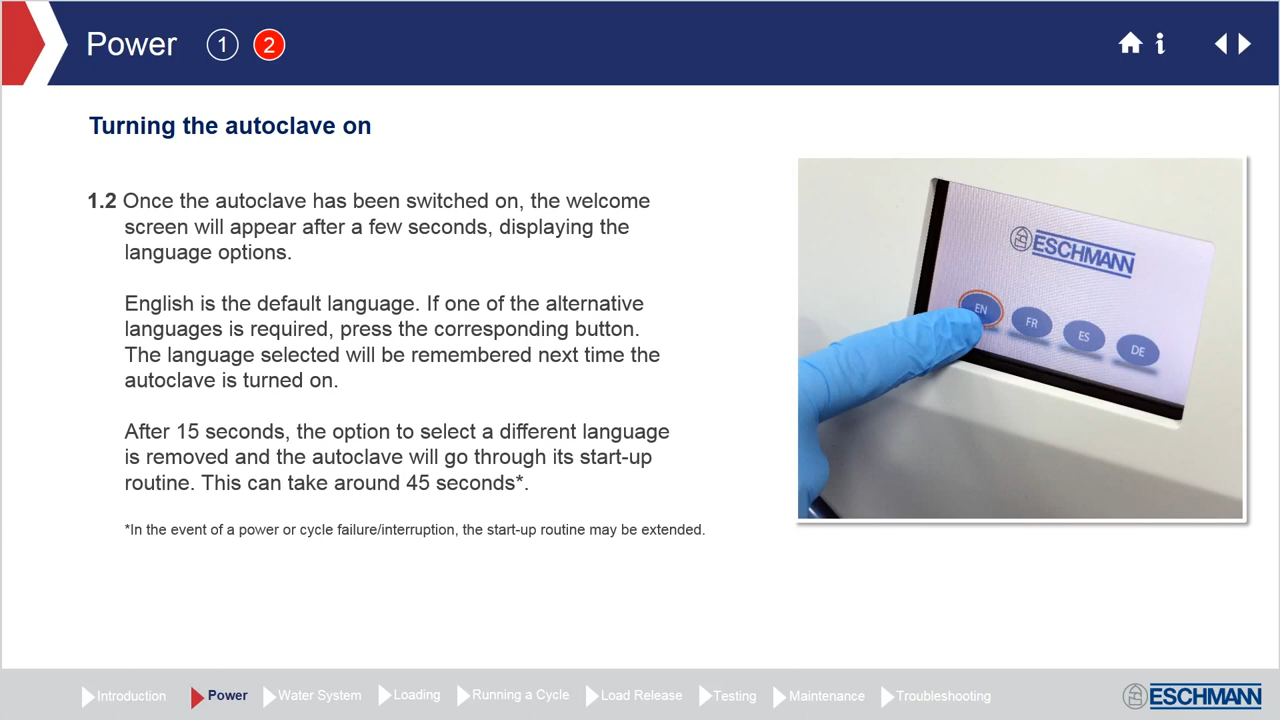 Power 1 2
Turning the autoclave on
1.2 Once the autoclave has been switched on, the welcome
screen will appear after a few seconds, displaying the
language options.
English is the default language. If one of the alternative
languages is required, press the corresponding button.
The language selected will be remembered next time the
autoclave is turned on.
After 15 seconds, the option to select a different language
is removed and the autoclave will go through its start-up
routine. This can take around 45 seconds*.
*In the event of a power or cycle failure/interruption, the start-up routine may be extended.
ESCHMANN
EN FR ES DE
Introduction Power Water System Loading Running a Cycle Load Release Testing Maintenance Troubleshooting ESCHMANN